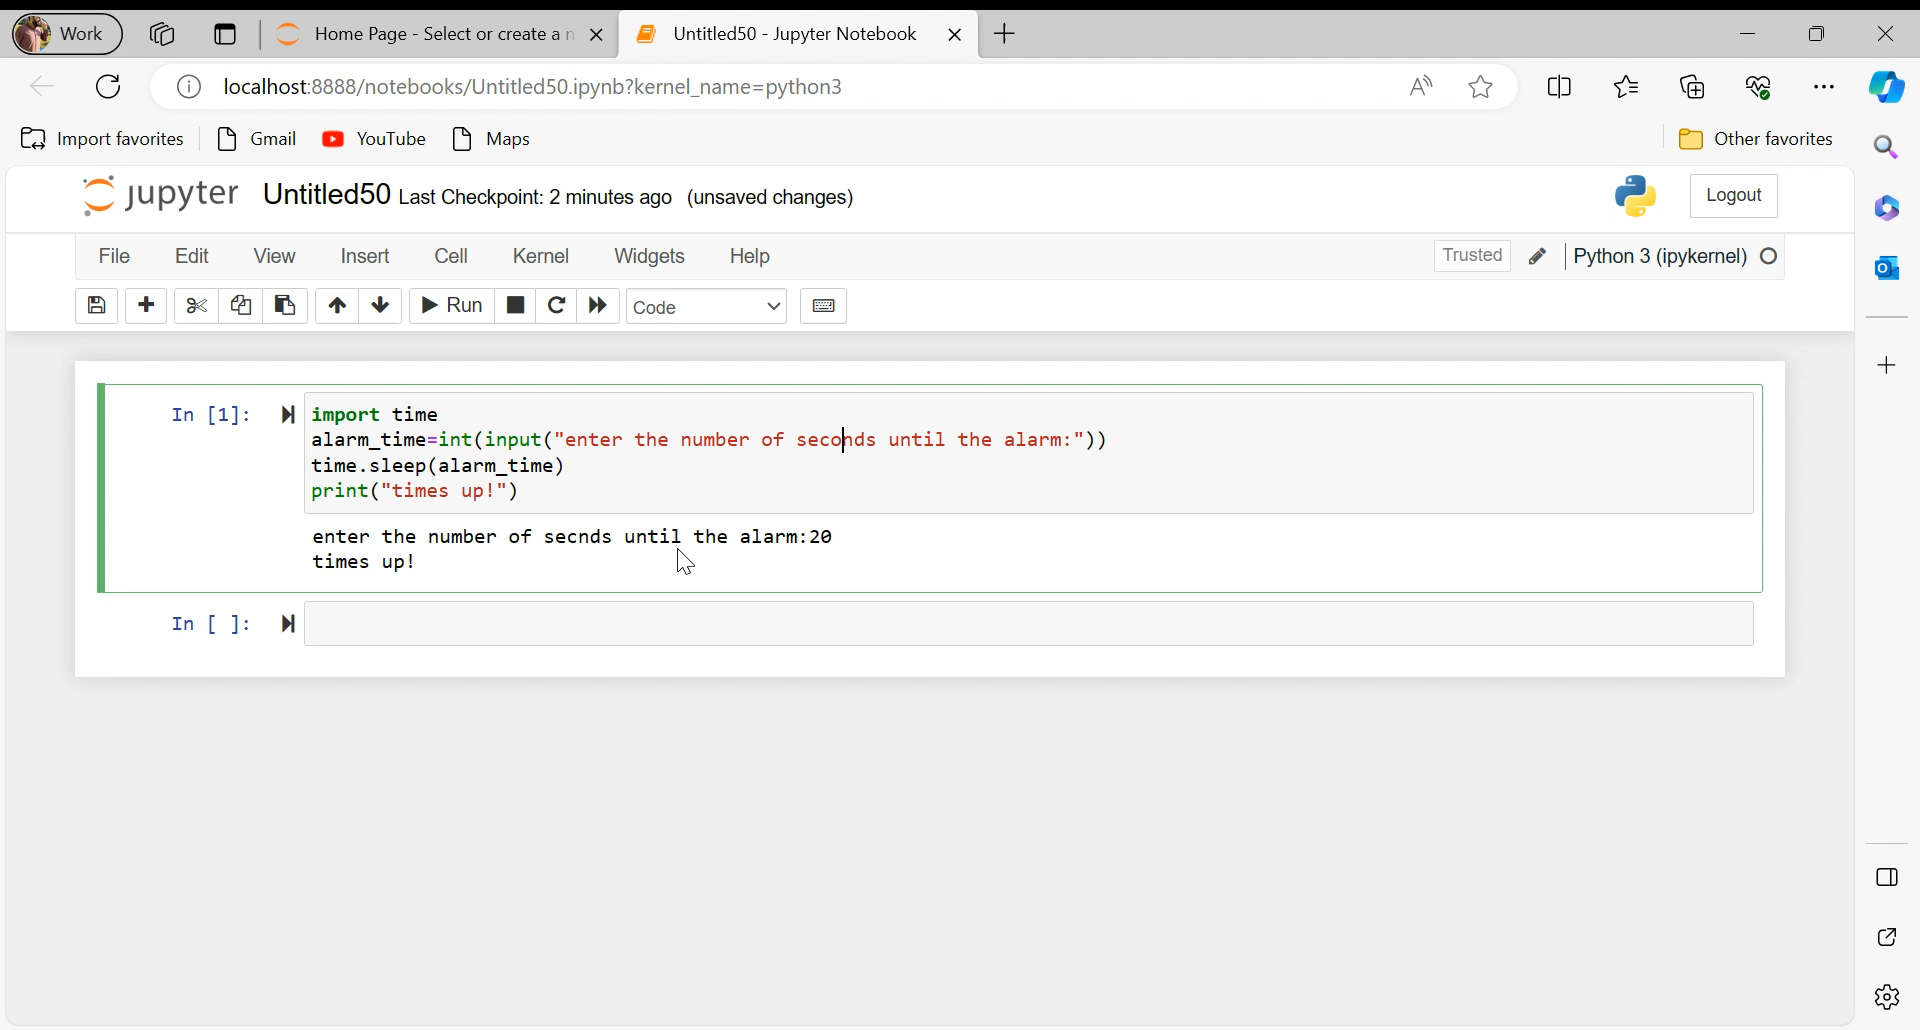 Work
Home Page - Select or create a n
Untitled50 - Jupyter Notebook
localhost:8888/notebooks/Untitled50.ipynb?kernel_name=python3
Import favorites
Gmail
YouTube
Maps
Other favorites
jupyter Untitled50 Last Checkpoint: 2 minutes ago (unsaved changes)
Logout
File Edit View Insert Cell Kernel Widgets Help
Trusted
Python 3 (ipykernel)
Run
Code
In [1]:
import time
alarm_time=int(input("enter the number of seconds until the alarm:"))
time.sleep(alarm_time)
print("times up!")
enter the number of secnds until the alarm:20
times up!
In [ ]: